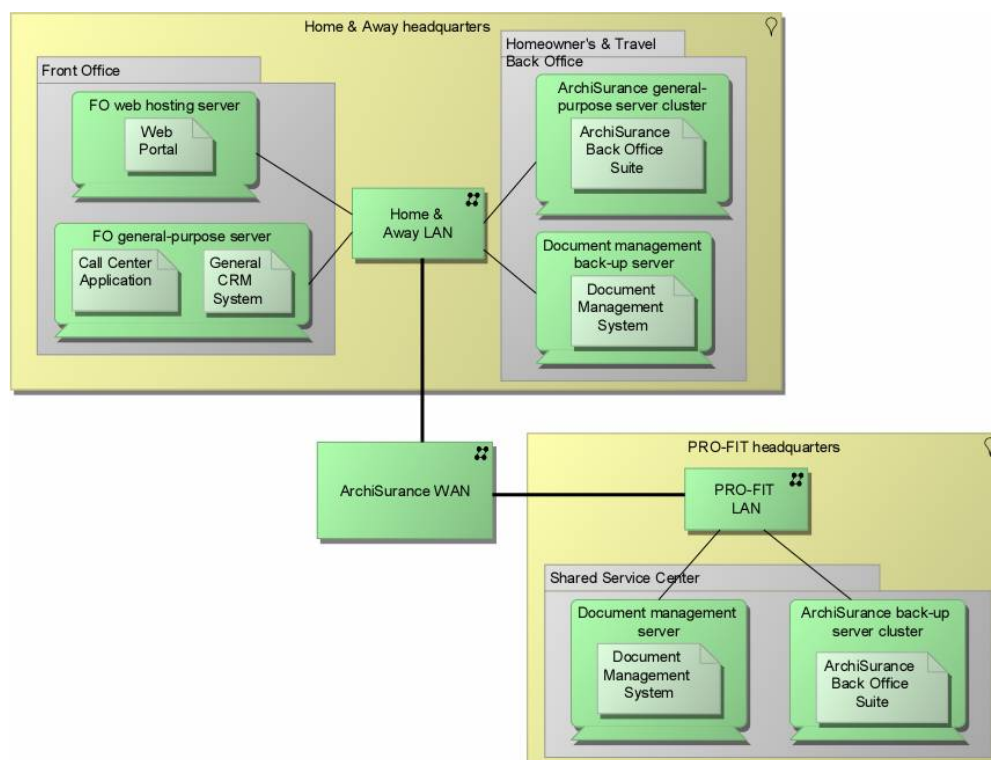 Home & Away headquarters
Front Office
FO web hosting server
Web
Portal
FO general-purpose server
Call Center
Application
General
CRM
System
Home &
Away LAN
Homeowner's & Travel
Back Office
ArchiSurance general-
purpose server cluster
ArchiSurance
Back Office
Suite
Document management
back-up server
Document
Management
System
ArchiSurance WAN
PRO-FIT headquarters
PRO-FIT
LAN
Shared Service Center
Document management
server
Document
Management
System
ArchiSurance back-up
server cluster
ArchiSurance
Back Office
Suite